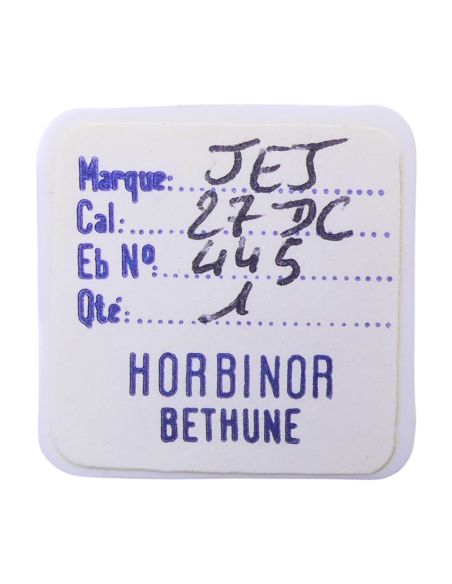 Marque: JEJ
Cal: 27 DC
Eb Nº 445
Qté: 1
HORBINOR
BETHUNE